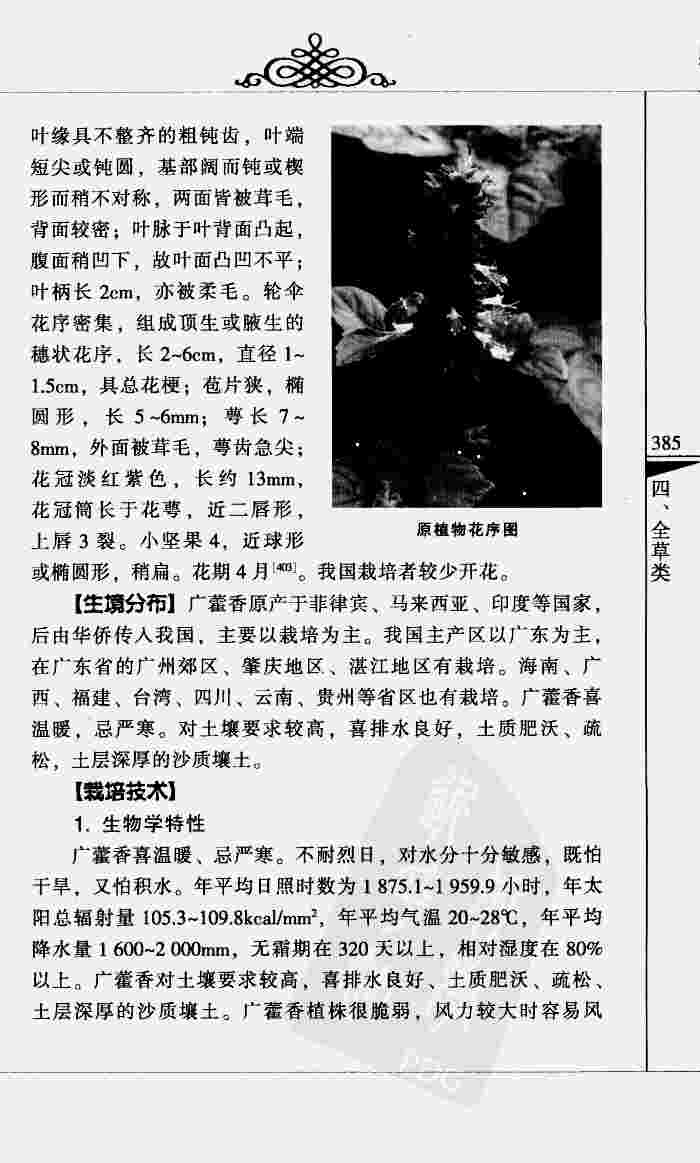 叶缘具不整齐的粗钝齿，叶端
短尖或钝圆，基部阔而钝或楔
形而稍不对称，两面皆被茸毛，
背面较密；叶脉于叶背面凸起，
腹面稍凹下，故叶面凸凹不平；
叶柄长 2cm，亦被柔毛。轮伞
花序密集，组成顶生或腋生的
穗状花序，长 2~6cm，直径 1~
1.5cm，具总花梗；苞片狭，椭
圆形，长 5~6mm；萼长 7~
8mm，外面被茸毛，萼齿急尖；
花冠淡红紫色，长约 13mm，
花冠筒长于花萼，近二唇形，
上唇 3 裂。小坚果 4，近球形
或椭圆形，稍扁。花期 4 月[403]。我国栽培者较少开花。
原植物花序图
【生境分布】广藿香原产于菲律宾、马来西亚、印度等国家，
后由华侨传入我国，主要以栽培为主。我国主产区以广东为主，
在广东省的广州郊区、肇庆地区、湛江地区有栽培。海南、广
西、福建、台湾、四川、云南、贵州等省区也有栽培。广藿香喜
温暖，忌严寒。对土壤要求较高，喜排水良好，土质肥沃、疏
松，土层深厚的沙质壤土。
【栽培技术】
1. 生物学特性
广藿香喜温暖、忌严寒。不耐烈日，对水分十分敏感，既怕
干旱，又怕积水。年平均日照时数为 1 875.1~1 959.9 小时，年太
阳总辐射量 105.3~109.8kcal/mm²，年平均气温 20~28℃，年平均
降水量 1 600~2 000mm，无霜期在 320 天以上，相对湿度在 80%
以上。广藿香对土壤要求较高，喜排水良好、土质肥沃、疏松、
土层深厚的沙质壤土。广藿香植株很脆弱，风力较大时容易风
385
四、全草类
PDG